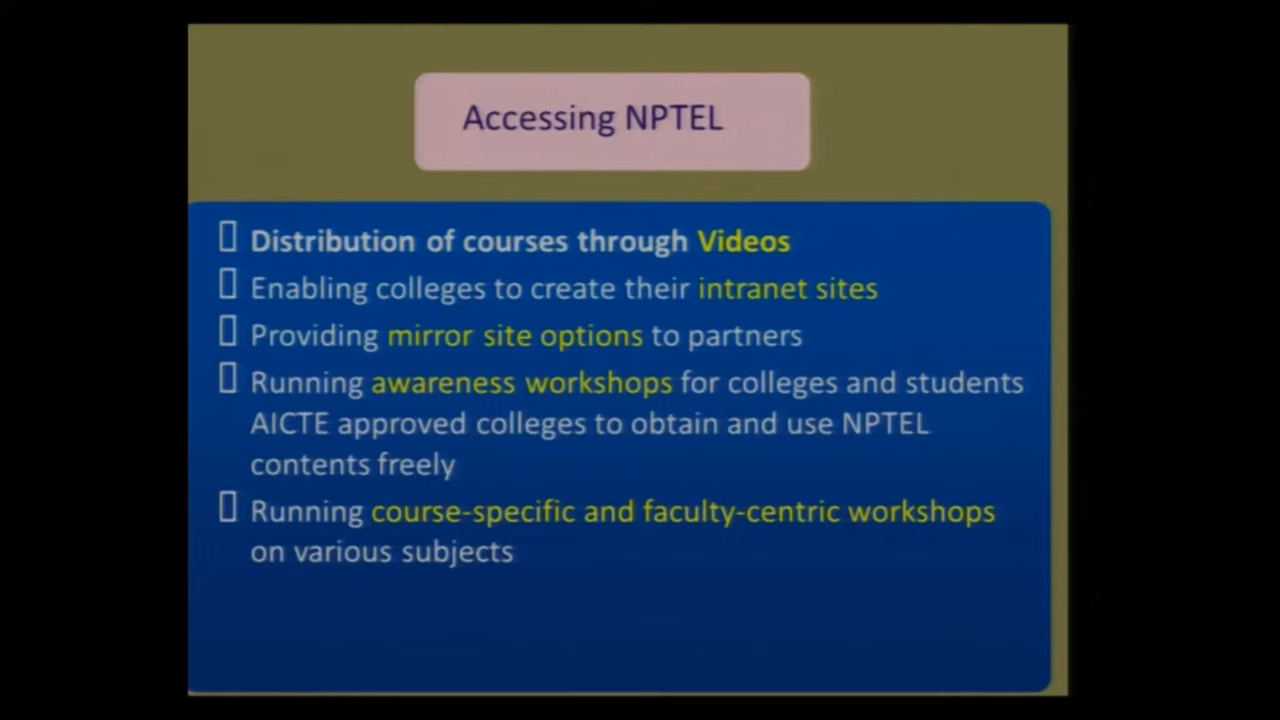 Accessing NPTEL
Distribution of courses through Videos
Enabling colleges to create their intranet sites
Providing mirror site options to partners
Running awareness workshops for colleges and students
AICTE approved colleges to obtain and use NPTEL
contents freely
Running course-specific and faculty-centric workshops
on various subjects